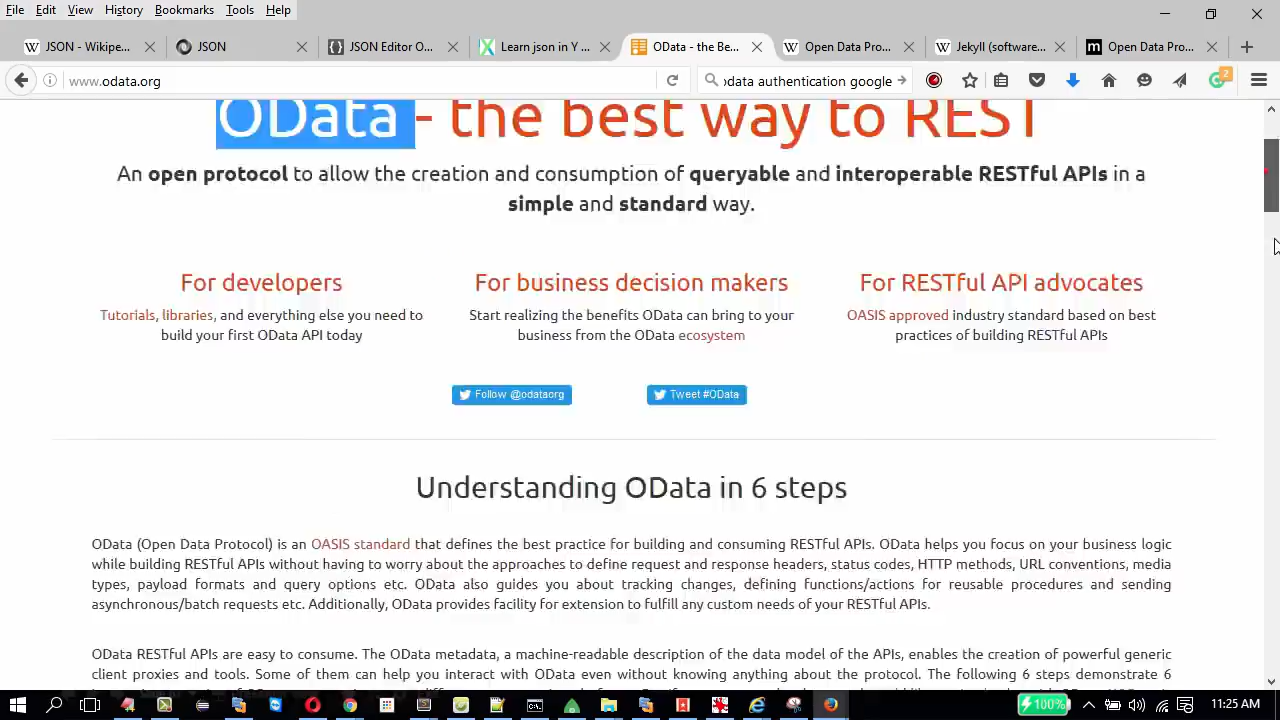 File Edit View History Bookmarks Tools Help
JSON - Wikipe...
JSON
JSON Editor O...
Learn json in Y ...
OData - the Be...
Open Data Pro...
Jekyll (software...
Open Data Pro...
www.odata.org
odata authentication google
2
OData - the best way to REST
An open protocol to allow the creation and consumption of queryable and interoperable RESTful APIs in a
simple and standard way.
For developers
Tutorials, libraries, and everything else you need to
build your first OData API today
For business decision makers
Start realizing the benefits OData can bring to your
business from the OData ecosystem
For RESTful API advocates
OASIS approved industry standard based on best
practices of building RESTful APIs
Follow @odataorg
Tweet #OData
Understanding OData in 6 steps
OData (Open Data Protocol) is an OASIS standard that defines the best practice for building and consuming RESTful APIs. OData helps you focus on your business logic
while building RESTful APIs without having to worry about the approaches to define request and response headers, status codes, HTTP methods, URL conventions, media
types, payload formats and query options etc. OData also guides you about tracking changes, defining functions/actions for reusable procedures and sending
asynchronous/batch requests etc. Additionally, OData provides facility for extension to fulfill any custom needs of your RESTful APIs.
OData RESTful APIs are easy to consume. The OData metadata, a machine-readable description of the data model of the APIs, enables the creation of powerful generic
client proxies and tools. Some of them can help you interact with OData even without knowing anything about the protocol. The following 6 steps demonstrate 6
100%
11:25 AM